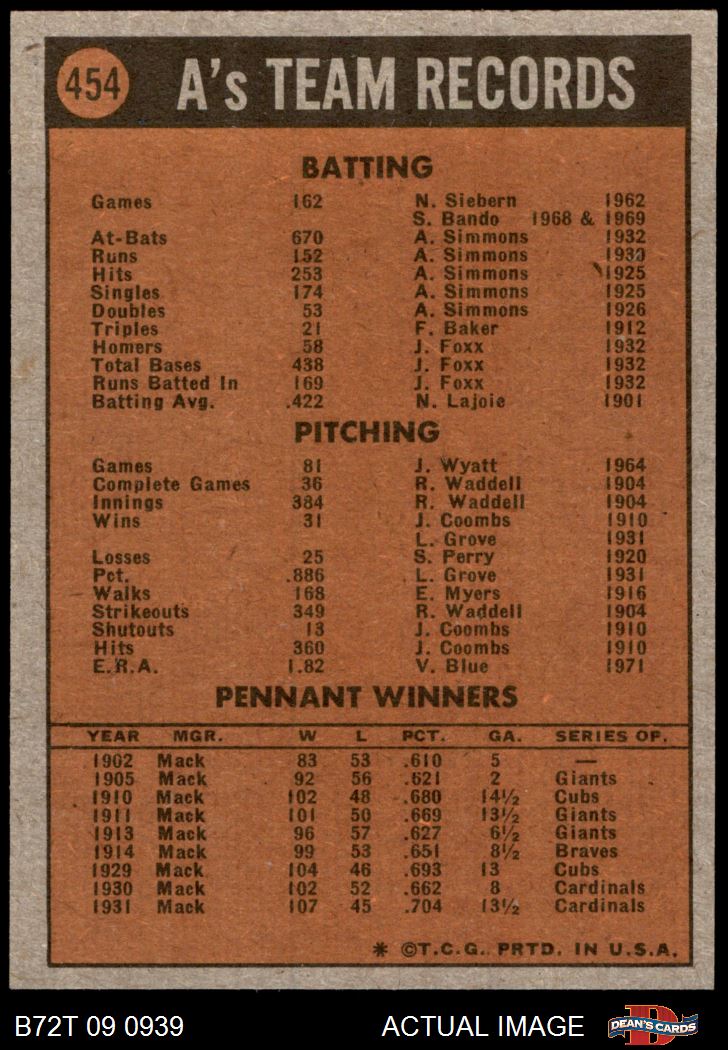 454 A's TEAM RECORDS
BATTING
Games 162 N. Siebern 1962
S. Bando 1968 & 1969
At-Bats 670 A. Simmons 1932
Runs 152 A. Simmons 1930
Hits 253 A. Simmons 1925
Singles 174 A. Simmons 1925
Doubles 53 A. Simmons 1926
Triples 21 F. Baker 1912
Homers 58 J. Foxx 1932
Total Bases 438 J. Foxx 1932
Runs Batted In 169 J. Foxx 1932
Batting Avg. .422 N. Lajoie 1901
PITCHING
Games 81 J. Wyatt 1964
Complete Games 36 R. Waddell 1904
Innings 384 R. Waddell 1904
Wins 31 J. Coombs 1910
L. Grove 1931
Losses 25 S. Perry 1920
Pct. .886 L. Grove 1931
Walks 168 E. Myers 1916
Strikeouts 349 R. Waddell 1904
Shutouts 13 J. Coombs 1910
Hits 360 J. Coombs 1910
E.R.A. 1.82 V. Blue 1971
PENNANT WINNERS
YEAR MGR. W L PCT. GA. SERIES OP.
1902 Mack 83 53 .610 5 —
1905 Mack 92 56 .621 2 Giants
1910 Mack 102 48 .680 14½ Cubs
1911 Mack 101 50 .669 13½ Giants
1913 Mack 96 57 .627 6½ Giants
1914 Mack 99 53 .651 8½ Braves
1929 Mack 104 46 .693 13 Cubs
1930 Mack 102 52 .662 8 Cardinals
1931 Mack 107 45 .704 13½ Cardinals
* ©T.C.G. PRTD. IN U.S.A.
B72T 09 0939 ACTUAL IMAGE DEAN'S CARDS